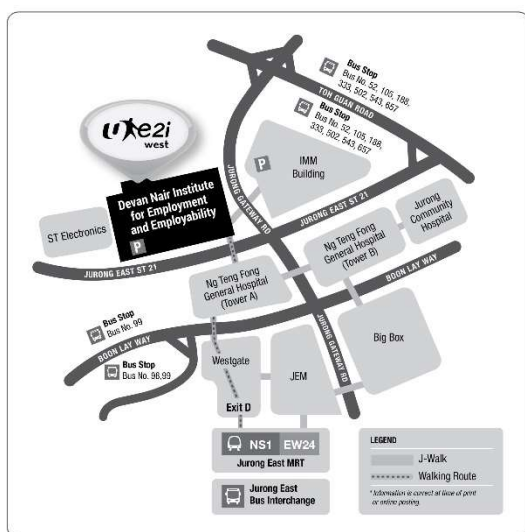 Bus Stop
Bus No. 52, 105, 188,
333, 502, 543, 657
TOH GUAN ROAD
Bus Stop
Bus No. 52, 105, 188,
333, 502, 543, 657
u e2i
west
P
IMM
Building
JURONG GATEWAY RD
Devan Nair Institute
for Employment
and Employability
P
ST Electronics
JURONG EAST ST 21
JURONG EAST ST 21
Jurong
Community
Hospital
Ng Teng Fong
General Hospital
(Tower B)
Ng Teng Fong
General Hospital
(Tower A)
BOON LAY WAY
Bus Stop
Bus No. 99
BOON LAY WAY
Bus Stop
Bus No. 96,99
JURONG GATEWAY RD
Big Box
Westgate
JEM
Exit D
NS1 EW24
Jurong East MRT
Jurong East
Bus Interchange
LEGEND
J-Walk
Walking Route
* Information is correct at time of print
or online posting.